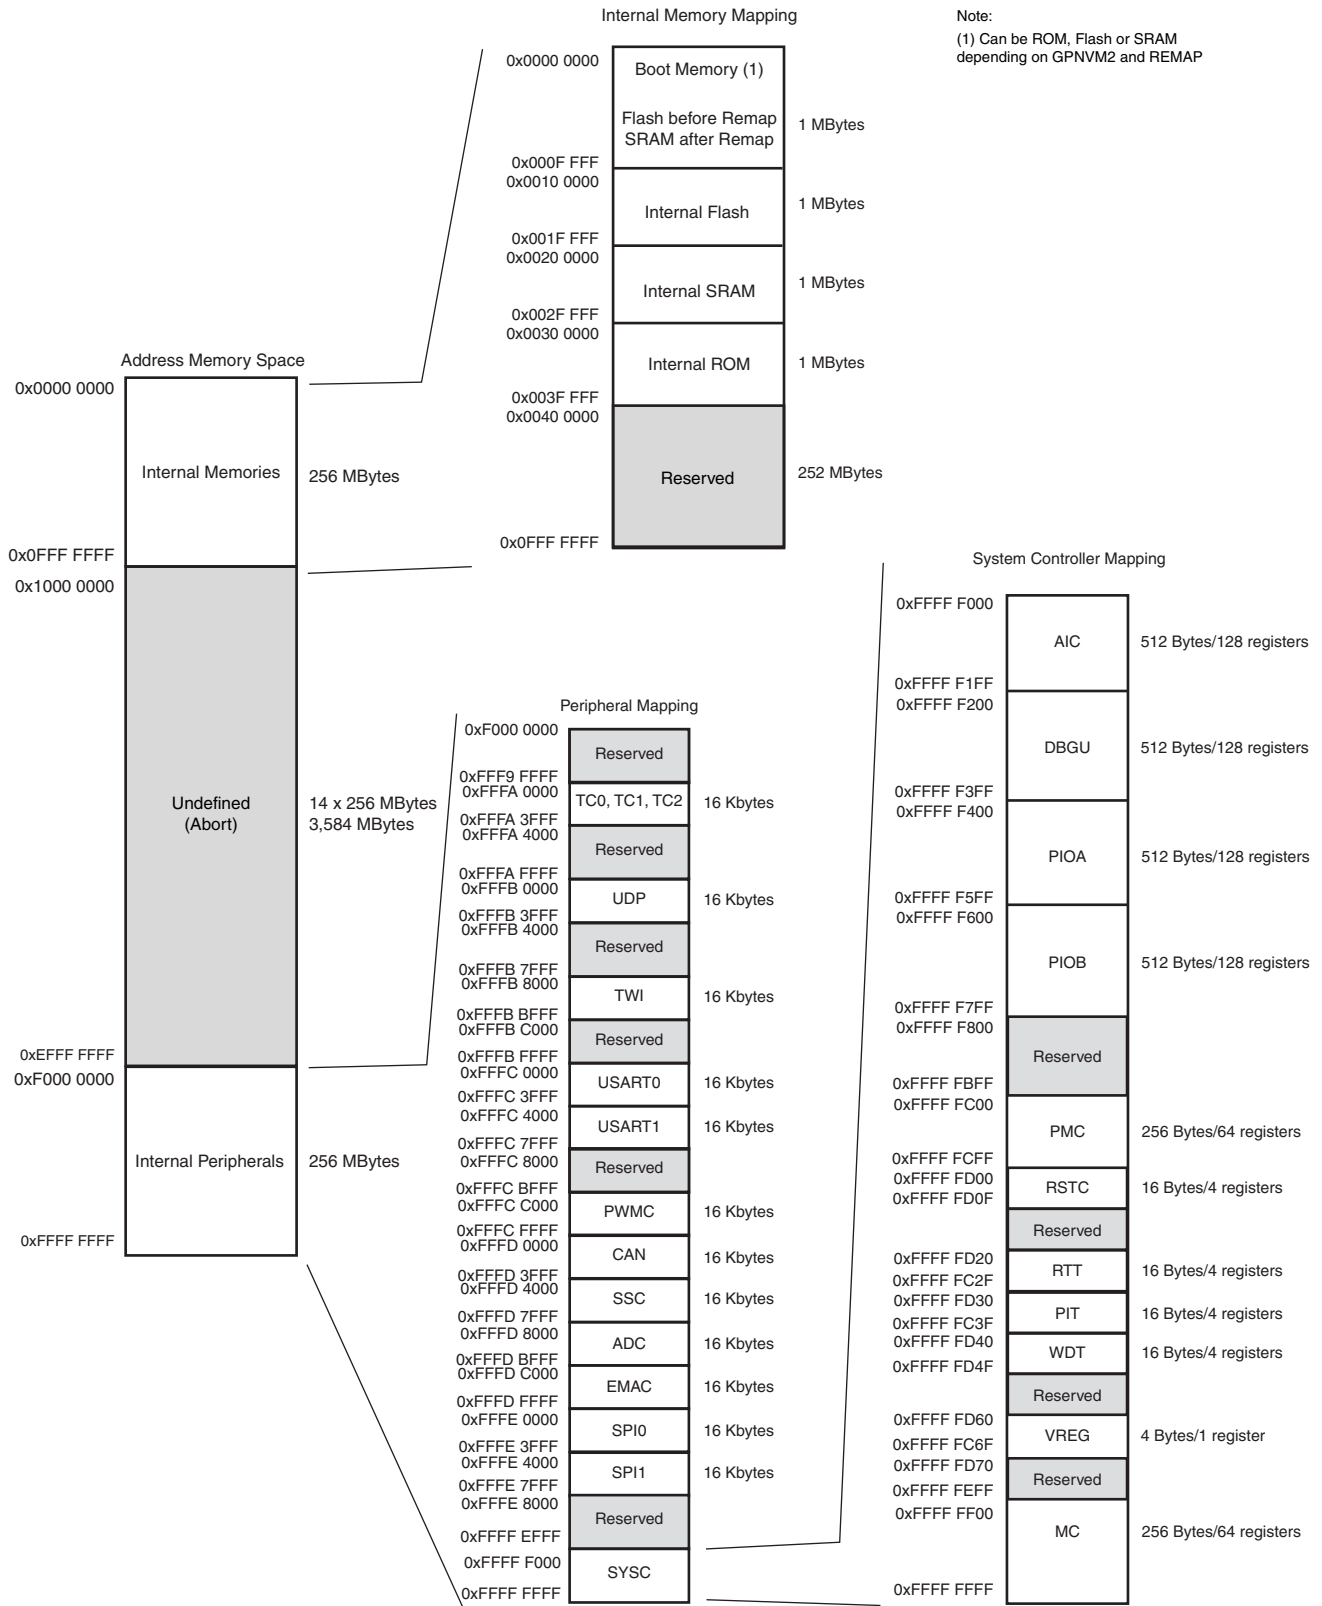 Internal Memory Mapping
Note:
(1) Can be ROM, Flash or SRAM
depending on GPNVM2 and REMAP
0x0000 0000
Boot Memory (1)
Flash before Remap
SRAM after Remap
1 MBytes
0x000F FFF
0x0010 0000
Internal Flash
1 MBytes
0x001F FFF
0x0020 0000
Internal SRAM
1 MBytes
0x002F FFF
0x0030 0000
Internal ROM
1 MBytes
0x003F FFF
0x0040 0000
Reserved
252 MBytes
0x0FFF FFFF
Address Memory Space
0x0000 0000
Internal Memories
256 MBytes
0x0FFF FFFF
0x1000 0000
Undefined
(Abort)
14 x 256 MBytes
3,584 MBytes
0xEFFF FFFF
0xF000 0000
Internal Peripherals
256 MBytes
0xFFFF FFFF
Peripheral Mapping
0xF000 0000
Reserved
0xFFF9 FFFF
0xFFFA 0000
TC0, TC1, TC2
16 Kbytes
0xFFFA 3FFF
0xFFFA 4000
Reserved
0xFFFA FFFF
0xFFFB 0000
UDP
16 Kbytes
0xFFFB 3FFF
0xFFFB 4000
Reserved
0xFFFB 7FFF
0xFFFB 8000
TWI
16 Kbytes
0xFFFB BFFF
0xFFFB C000
Reserved
0xFFFB FFFF
0xFFFC 0000
USART0
16 Kbytes
0xFFFC 3FFF
0xFFFC 4000
USART1
16 Kbytes
0xFFFC 7FFF
0xFFFC 8000
Reserved
0xFFFC BFFF
0xFFFC C000
PWMC
16 Kbytes
0xFFFC FFFF
0xFFFD 0000
CAN
16 Kbytes
0xFFFD 3FFF
0xFFFD 4000
SSC
16 Kbytes
0xFFFD 7FFF
0xFFFD 8000
ADC
16 Kbytes
0xFFFD BFFF
0xFFFD C000
EMAC
16 Kbytes
0xFFFD FFFF
0xFFFE 0000
SPI0
16 Kbytes
0xFFFE 3FFF
0xFFFE 4000
SPI1
16 Kbytes
0xFFFE 7FFF
0xFFFE 8000
Reserved
0xFFFF EFFF
0xFFFF F000
SYSC
0xFFFF FFFF
System Controller Mapping
0xFFFF F000
AIC
512 Bytes/128 registers
0xFFFF F1FF
0xFFFF F200
DBGU
512 Bytes/128 registers
0xFFFF F3FF
0xFFFF F400
PIOA
512 Bytes/128 registers
0xFFFF F5FF
0xFFFF F600
PIOB
512 Bytes/128 registers
0xFFFF F7FF
0xFFFF F800
Reserved
0xFFFF FBFF
0xFFFF FC00
PMC
256 Bytes/64 registers
0xFFFF FCFF
0xFFFF FD00
RSTC
16 Bytes/4 registers
0xFFFF FD0F
Reserved
0xFFFF FD20
RTT
16 Bytes/4 registers
0xFFFF FC2F
0xFFFF FD30
PIT
16 Bytes/4 registers
0xFFFF FC3F
0xFFFF FD40
WDT
16 Bytes/4 registers
0xFFFF FD4F
Reserved
0xFFFF FD60
VREG
4 Bytes/1 register
0xFFFF FC6F
0xFFFF FD70
Reserved
0xFFFF FEFF
0xFFFF FF00
MC
256 Bytes/64 registers
0xFFFF FFFF